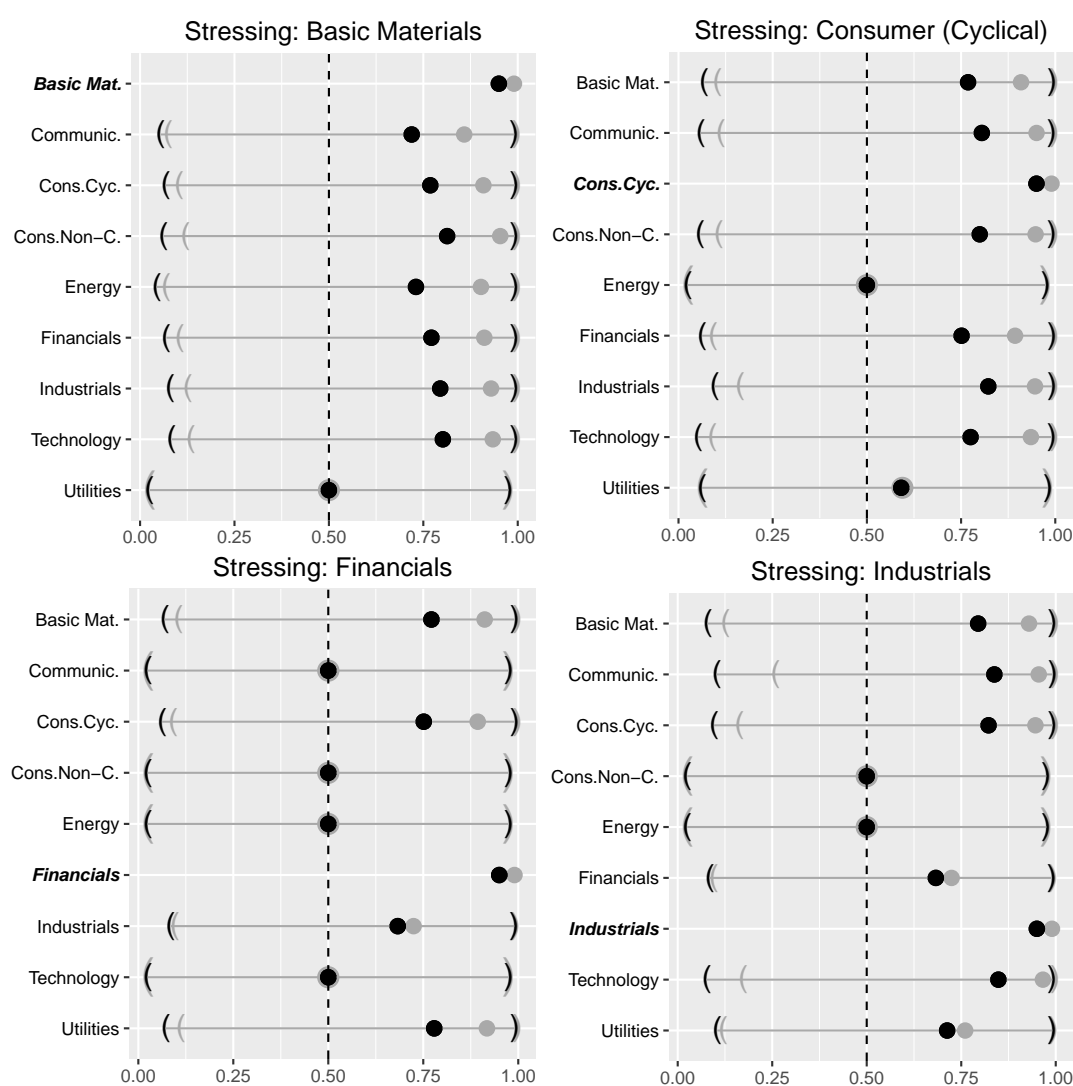 Stressing: Basic Materials
Basic Mat.
Communic.
Cons.Cyc.
Cons.Non−C.
Energy
Financials
Industrials
Technology
Utilities
0.00 0.25 0.50 0.75 1.00
Stressing: Consumer (Cyclical)
Basic Mat.
Communic.
Cons.Cyc.
Cons.Non−C.
Energy
Financials
Industrials
Technology
Utilities
0.00 0.25 0.50 0.75 1.00
Stressing: Financials
Basic Mat.
Communic.
Cons.Cyc.
Cons.Non−C.
Energy
Financials
Industrials
Technology
Utilities
0.00 0.25 0.50 0.75 1.00
Stressing: Industrials
Basic Mat.
Communic.
Cons.Cyc.
Cons.Non−C.
Energy
Financials
Industrials
Technology
Utilities
0.00 0.25 0.50 0.75 1.00